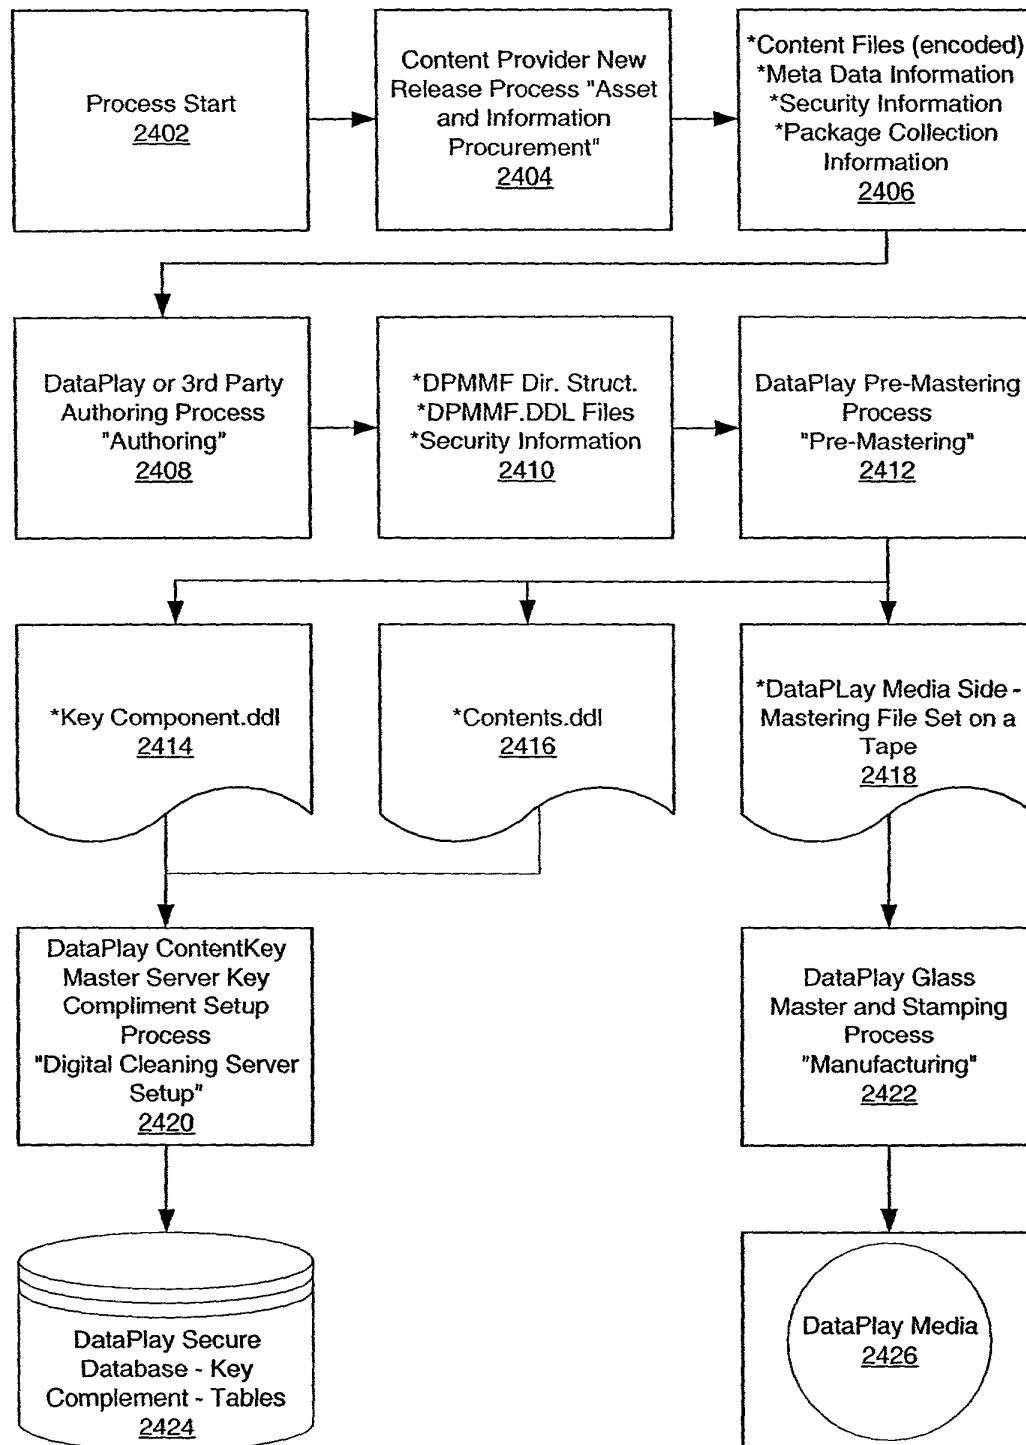 Process Start
2402
Content Provider New
Release Process "Asset
and Information
Procurement"
2404
*Content Files (encoded)
*Meta Data Information
*Security Information
*Package Collection
Information
2406
DataPlay or 3rd Party
Authoring Process
"Authoring"
2408
*DPMMF Dir. Struct.
*DPMMF.DDL Files
*Security Information
2410
DataPlay Pre-Mastering
Process
"Pre-Mastering"
2412
*Key Component.ddl
2414
*Contents.ddl
2416
*DataPLay Media Side -
Mastering File Set on a
Tape
2418
DataPlay ContentKey
Master Server Key
Compliment Setup
Process
"Digital Cleaning Server
Setup"
2420
DataPlay Glass
Master and Stamping
Process
"Manufacturing"
2422
DataPlay Secure
Database - Key
Complement - Tables
2424
DataPlay Media
2426